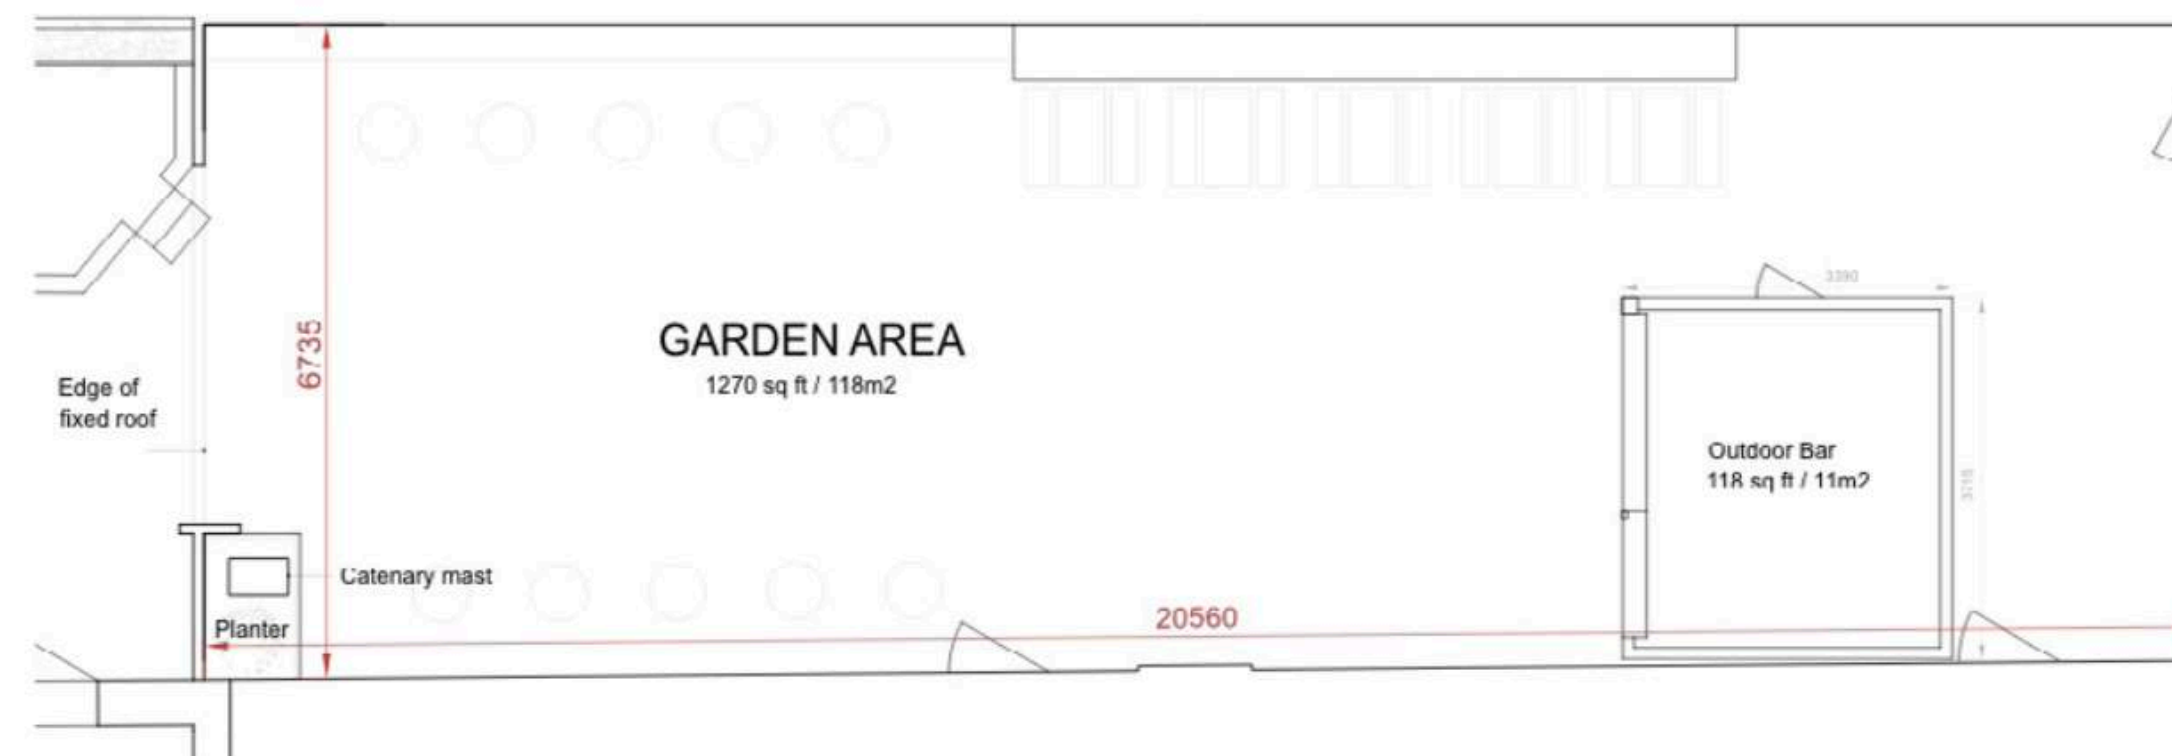 3390
6735
GARDEN AREA
1270 sq ft / 118m2
Edge of
fixed roof
Outdoor Bar
118 sq ft / 11m2
Catenary mast
20560
Planter